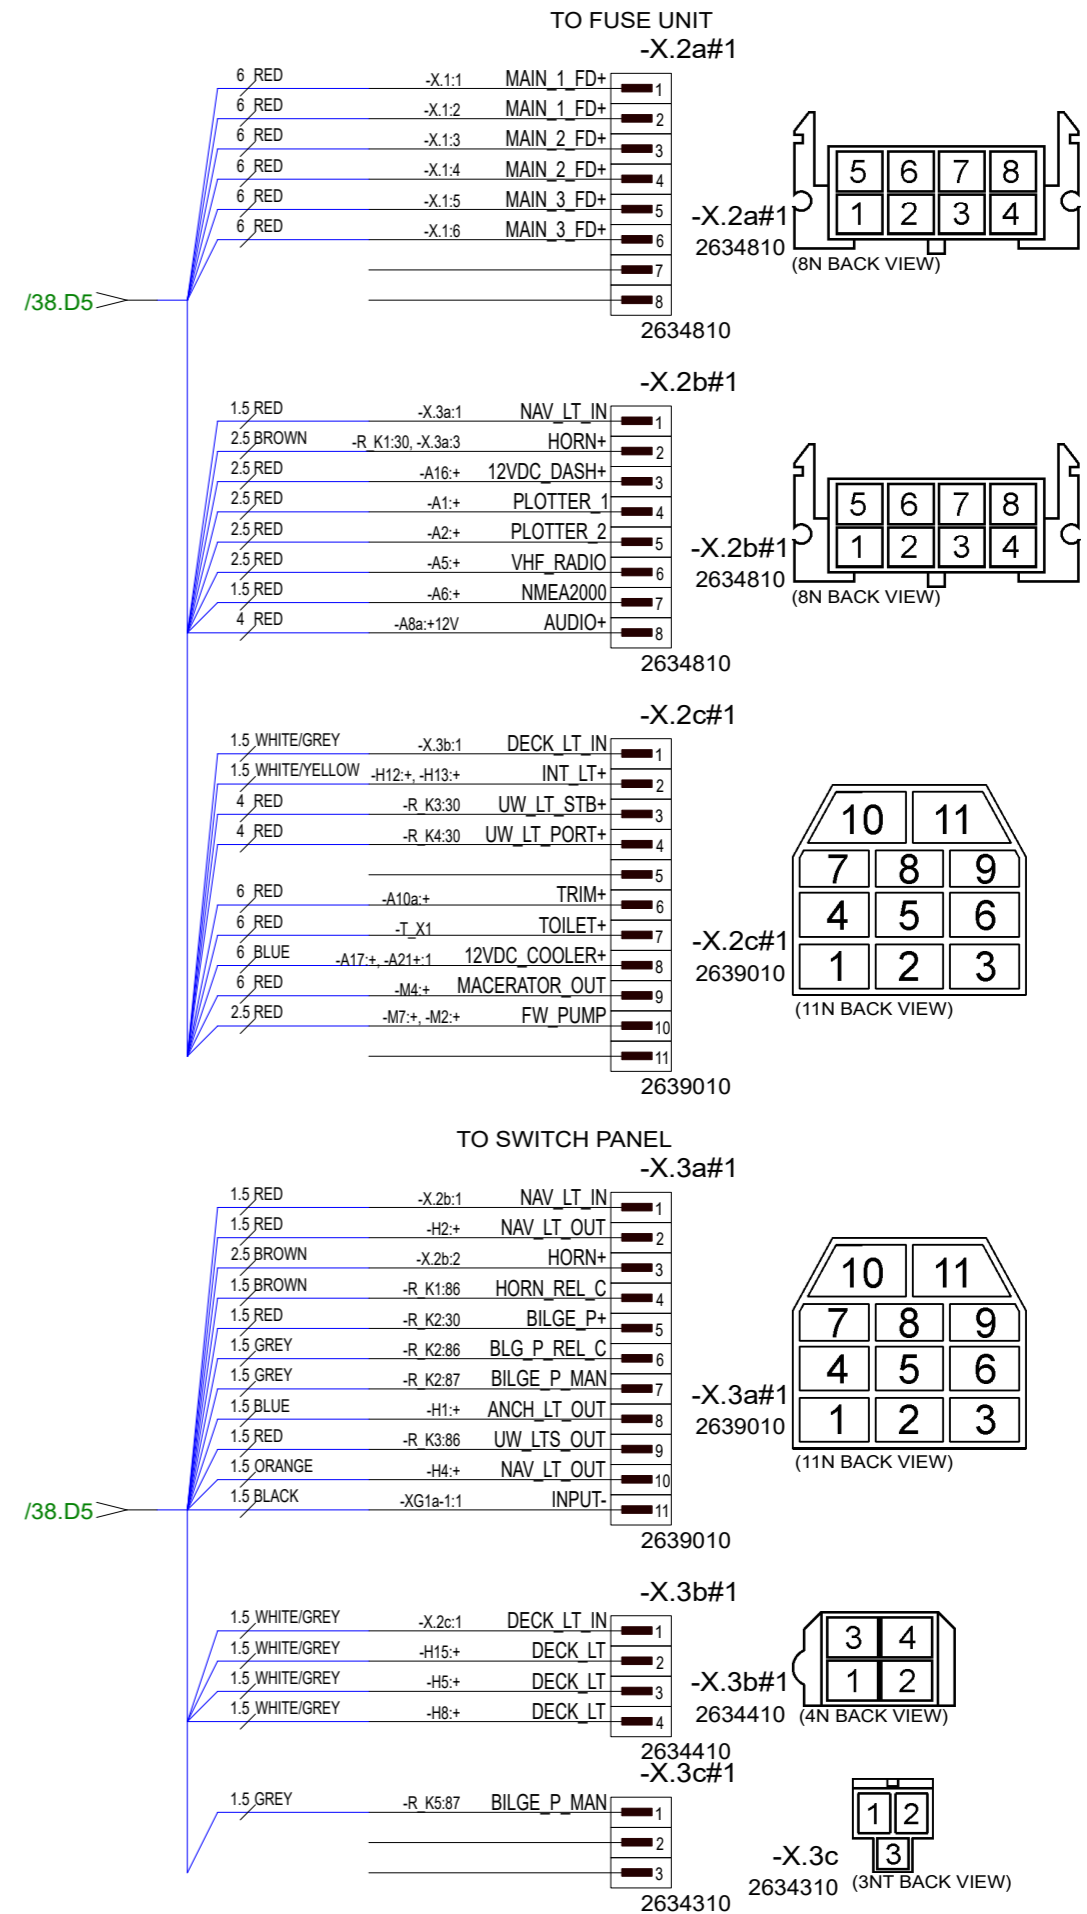 TO FUSE UNIT
-X.2a#1
6 RED -X.1:1 MAIN_1_FD+ 1
6 RED -X.1:2 MAIN_1_FD+ 2
6 RED -X.1:3 MAIN_2_FD+ 3
6 RED -X.1:4 MAIN_2_FD+ 4
6 RED -X.1:5 MAIN_3_FD+ 5
6 RED -X.1:6 MAIN_3_FD+ 6
7
8
2634810
/38.D5
5 6 7 8
1 2 3 4
-X.2a#1
2634810
(8N BACK VIEW)
-X.2b#1
1.5 RED -X.3a:1 NAV_LT_IN 1
2.5 BROWN -R_K1:30, -X.3a:3 HORN+ 2
2.5 RED -A16:+ 12VDC_DASH+ 3
2.5 RED -A1:+ PLOTTER_1 4
2.5 RED -A2:+ PLOTTER_2 5
2.5 RED -A5:+ VHF_RADIO 6
1.5 RED -A6:+ NMEA2000 7
4 RED -A8a:+12V AUDIO+ 8
2634810
5 6 7 8
1 2 3 4
-X.2b#1
2634810
(8N BACK VIEW)
-X.2c#1
1.5 WHITE/GREY -X.3b:1 DECK_LT_IN 1
1.5 WHITE/YELLOW -H12:+, -H13:+ INT_LT+ 2
4 RED -R_K3:30 UW_LT_STB+ 3
4 RED -R_K4:30 UW_LT_PORT+ 4
5
6 RED -A10a:+ TRIM+ 6
6 RED -T_X1 TOILET+ 7
6 BLUE -A17:+, -A21+:1 12VDC_COOLER+ 8
6 RED -M4:+ MACERATOR_OUT 9
2.5 RED -M7:+, -M2:+ FW_PUMP 10
11
2639010
10 11
7 8 9
4 5 6
1 2 3
-X.2c#1
2639010
(11N BACK VIEW)
TO SWITCH PANEL
-X.3a#1
1.5 RED -X.2b:1 NAV_LT_IN 1
1.5 RED -H2:+ NAV_LT_OUT 2
2.5 BROWN -X.2b:2 HORN+ 3
1.5 BROWN -R_K1:86 HORN_REL_C 4
1.5 RED -R_K2:30 BILGE_P+ 5
1.5 GREY -R_K2:86 BLG_P_REL_C 6
1.5 GREY -R_K2:87 BILGE_P_MAN 7
1.5 BLUE -H1:+ ANCH_LT_OUT 8
1.5 RED -R_K3:86 UW_LTS_OUT 9
1.5 ORANGE -H4:+ NAV_LT_OUT 10
1.5 BLACK -XG1a-1:1 INPUT- 11
2639010
/38.D5
10 11
7 8 9
4 5 6
1 2 3
-X.3a#1
2639010
(11N BACK VIEW)
-X.3b#1
1.5 WHITE/GREY -X.2c:1 DECK_LT_IN 1
1.5 WHITE/GREY -H15:+ DECK_LT 2
1.5 WHITE/GREY -H5:+ DECK_LT 3
1.5 WHITE/GREY -H8:+ DECK_LT 4
2634410
3 4
1 2
-X.3b#1
2634410
(4N BACK VIEW)
-X.3c#1
1.5 GREY -R_K5:87 BILGE_P_MAN 1
2
3
2634310
1 2
3
-X.3c
2634310
(3NT BACK VIEW)